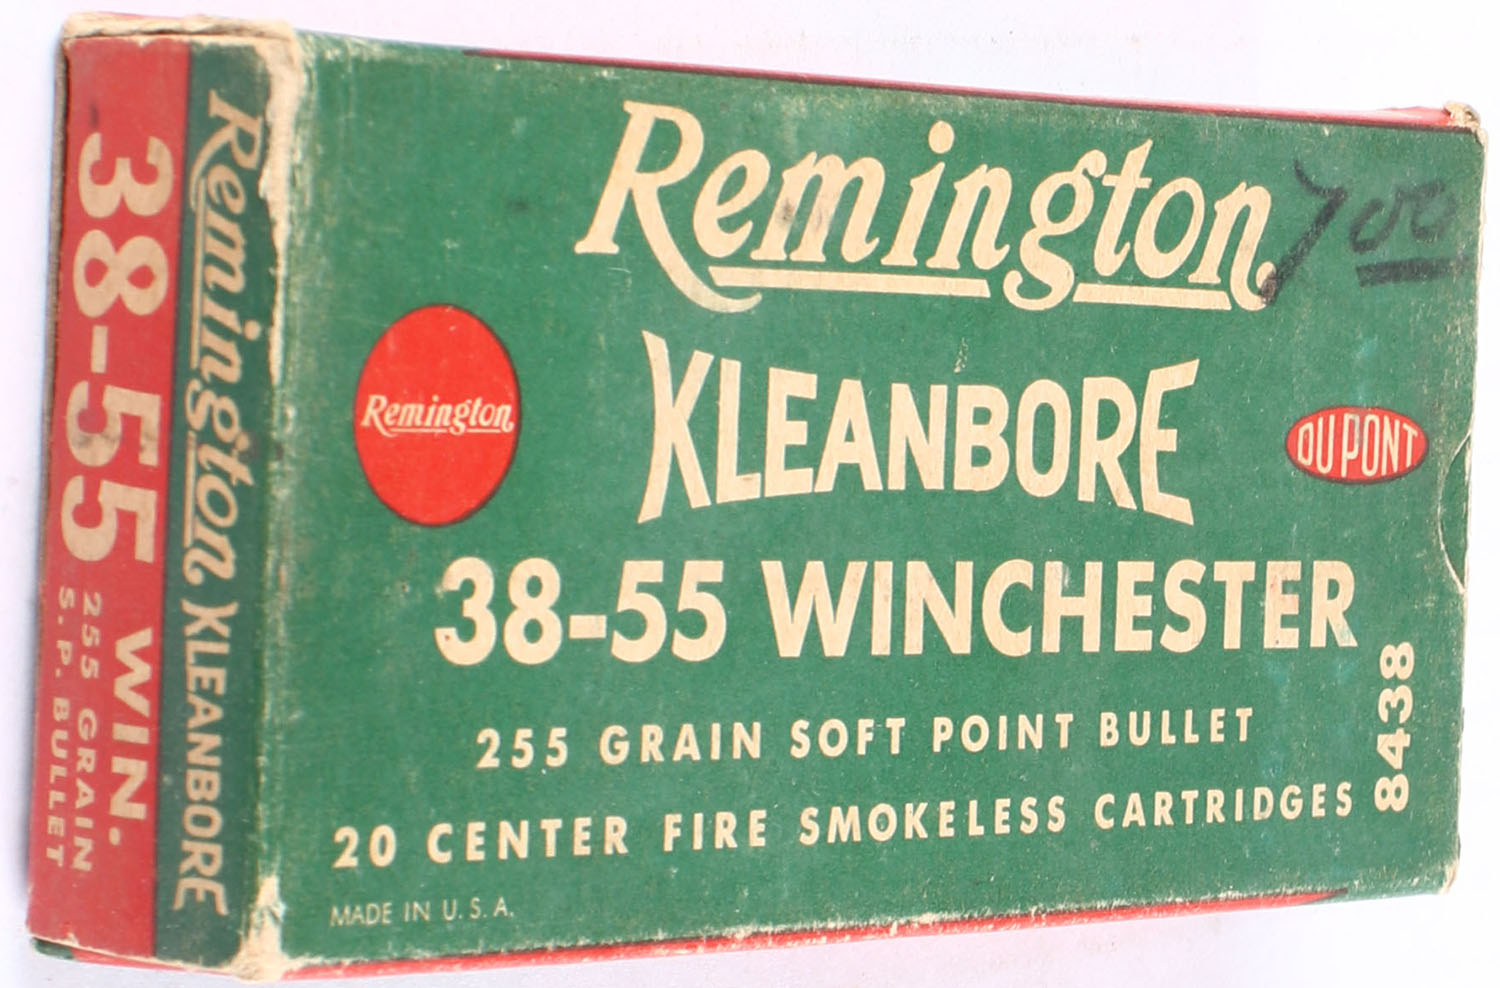 Remington
7 00
KLEANBORE
Remington
DU PONT
38-55 WINCHESTER
255 GRAIN SOFT POINT BULLET
20 CENTER FIRE SMOKELESS CARTRIDGES
8438
MADE IN U.S.A.
Remington KLEANBORE
38-55 WIN.
255 GRAIN
S.P. BULLET